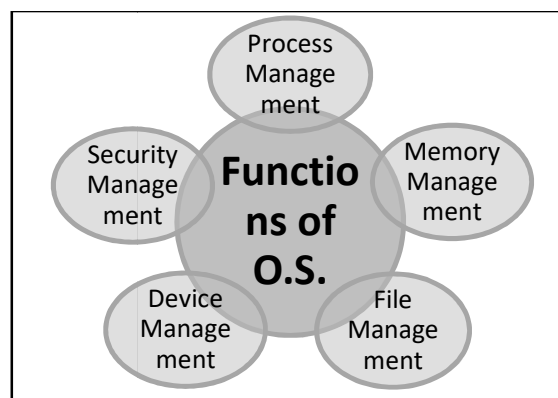 Process
Manage
ment
Security
Manage
ment
Functio
ns of
O.S.
Memory
Manage
ment
Device
Manage
ment
File
Manage
ment